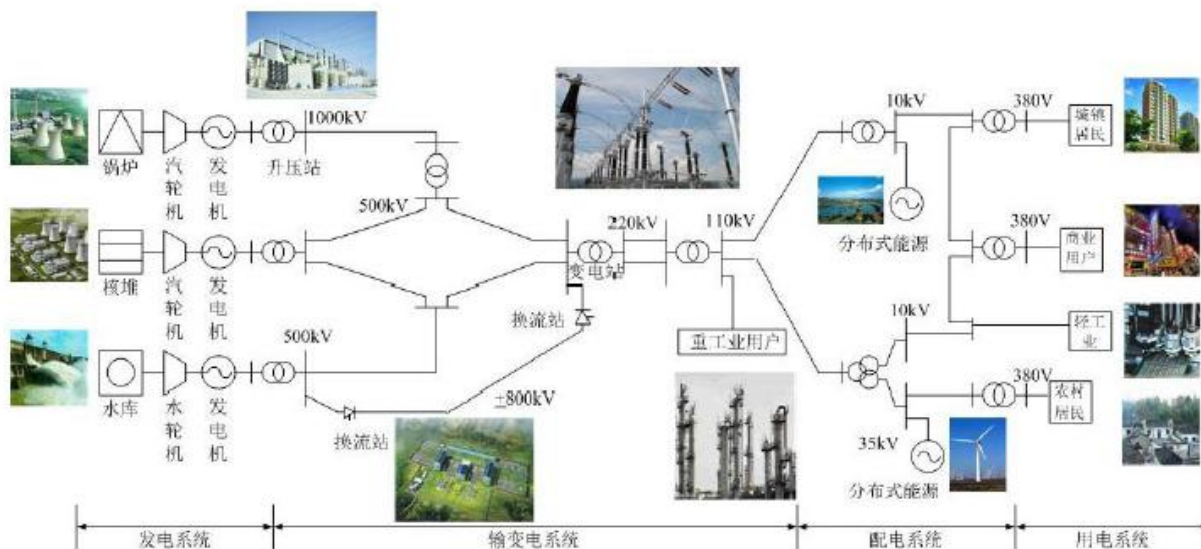 1000kV
锅炉
汽轮机
发电机
升压站
500kV
核堆
汽轮机
发电机
水库
水轮机
发电机
500kV
换流站
±800kV
换流站
变电站
220kV
110kV
重工业用户
10kV
分布式能源
380V
城镇
居民
380V
商业
用户
10kV
轻工
业
35kV
分布式能源
380V
农村
居民
发电系统
输变电系统
配电系统
用电系统